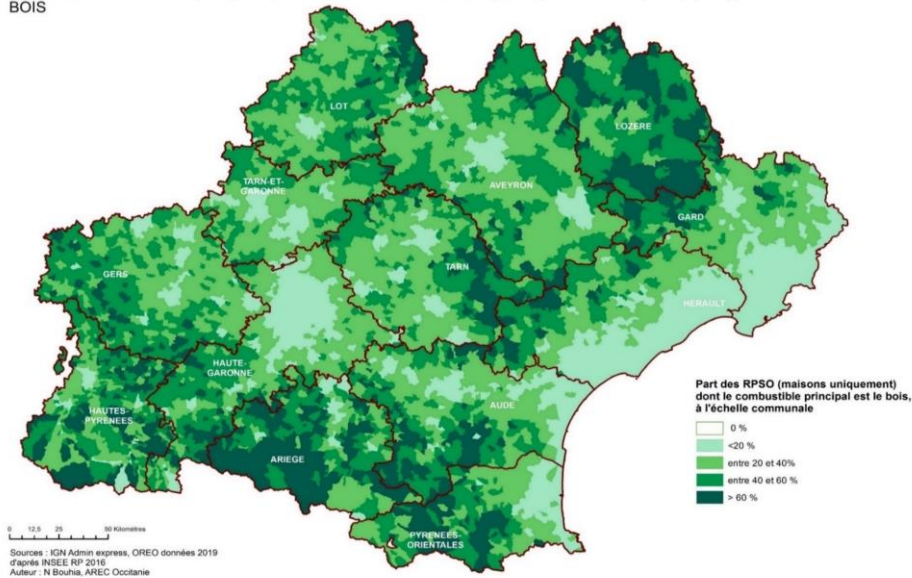 BOIS
LOT
LOZERE
AVEYRON
TARN-ET-
GARONNE
GARD
GERS
TARN
HERAULT
HAUTE-
GARONNE
AUDE
HAUTES-
PYRENEES
ARIEGE
PYRENEES-
ORIENTALES
Part des RPSO (maisons uniquement)
dont le combustible principal est le bois,
à l'échelle communale
0 %
<20 %
entre 20 et 40%
entre 40 et 60 %
> 60 %
0 12,5 25 50 Kilomètres
Sources : IGN Admin express, OREO données 2019
d'après INSEE RP 2016
Auteur : N Bouhia, AREC Occitanie